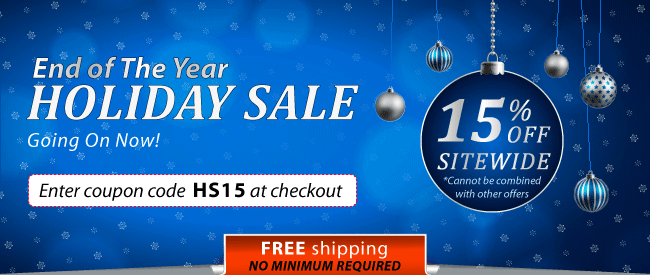 End of The Year
HOLIDAY SALE
Going On Now!
Enter coupon code HS15 at checkout
15% OFF
SITEWIDE
*Cannot be combined
with other offers
FREE shipping
NO MINIMUM REQUIRED